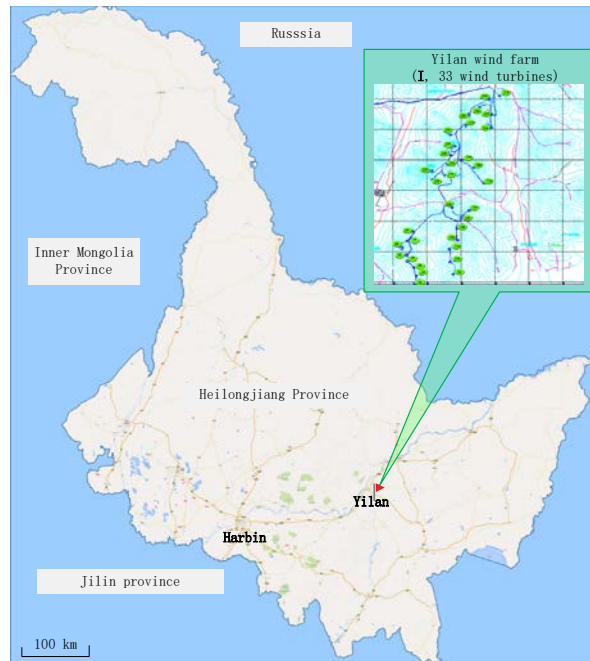 Russsia
Yilan wind farm
(I, 33 wind turbines)
Inner Mongolia
Province
Heilongjiang Province
Yilan
Harbin
Jilin province
100 km